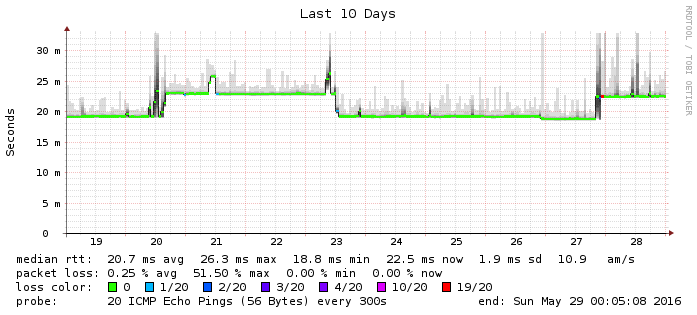 Last 10 Days
RRDTOOL / TOBI OETIKER
Seconds
30 m
25 m
20 m
15 m
10 m
5 m
0
19 20 21 22 23 24 25 26 27 28
median rtt: 20.7 ms avg 26.3 ms max 18.8 ms min 22.5 ms now 1.9 ms sd 10.9 am/s
packet loss: 0.25 % avg 51.50 % max 0.00 % min 0.00 % now
loss color: 0 1/20 2/20 3/20 4/20 10/20 19/20
probe: 20 ICMP Echo Pings (56 Bytes) every 300s end: Sun May 29 00:05:08 2016